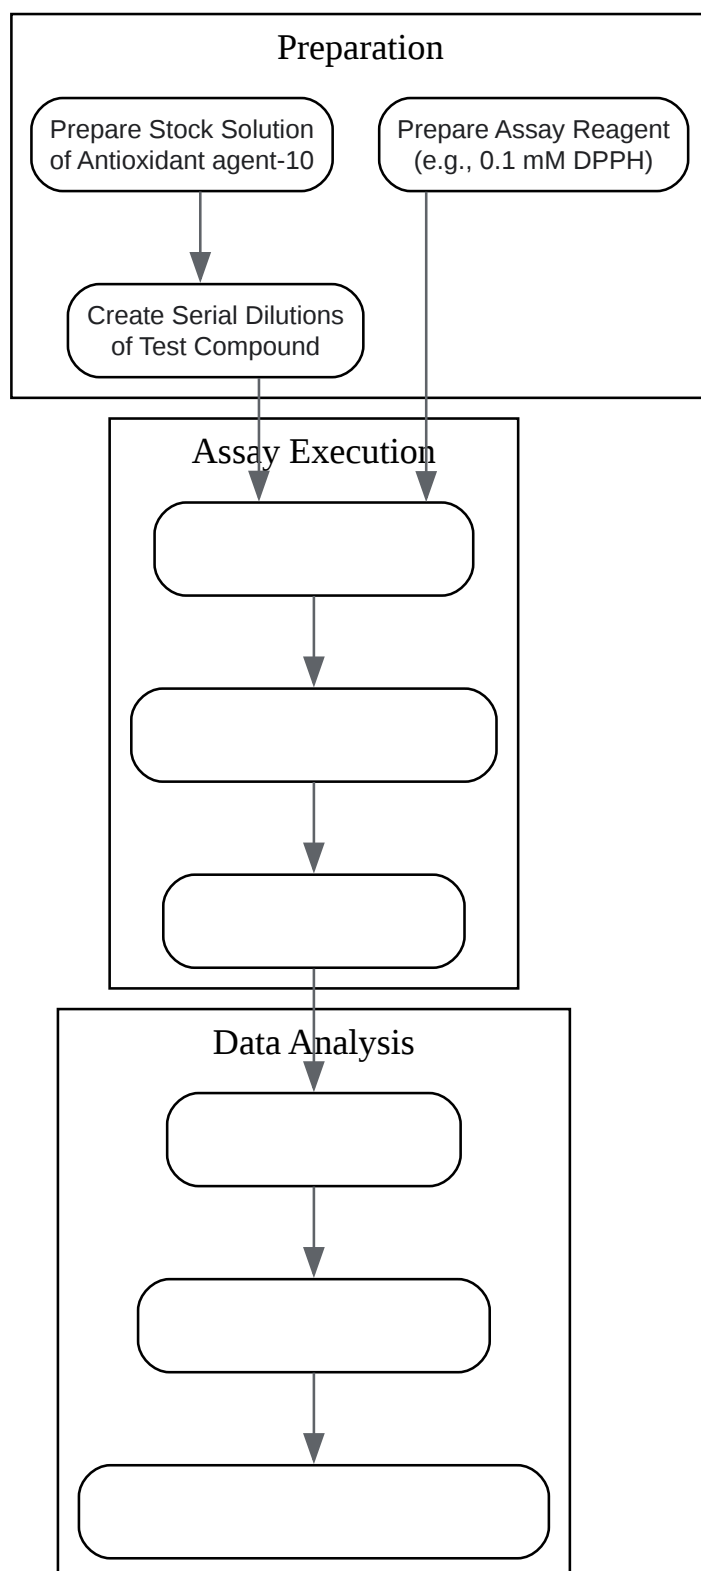 Preparation
Prepare Stock Solution
of Antioxidant agent-10
Prepare Assay Reagent
(e.g., 0.1 mM DPPH)
Create Serial Dilutions
of Test Compound
Assay Execution
Data Analysis